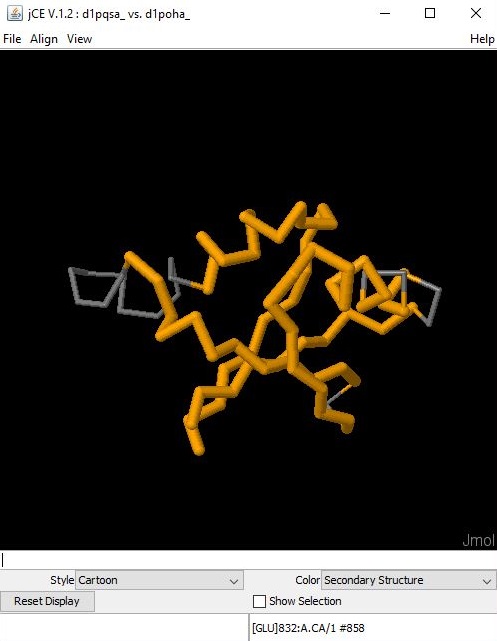 jCE V.1.2 : d1pqsa_ vs. d1poha_
File Align View Help
Jmol
Style Cartoon Color Secondary Structure
Reset Display Show Selection
[GLU]832:A.CA/1 #858